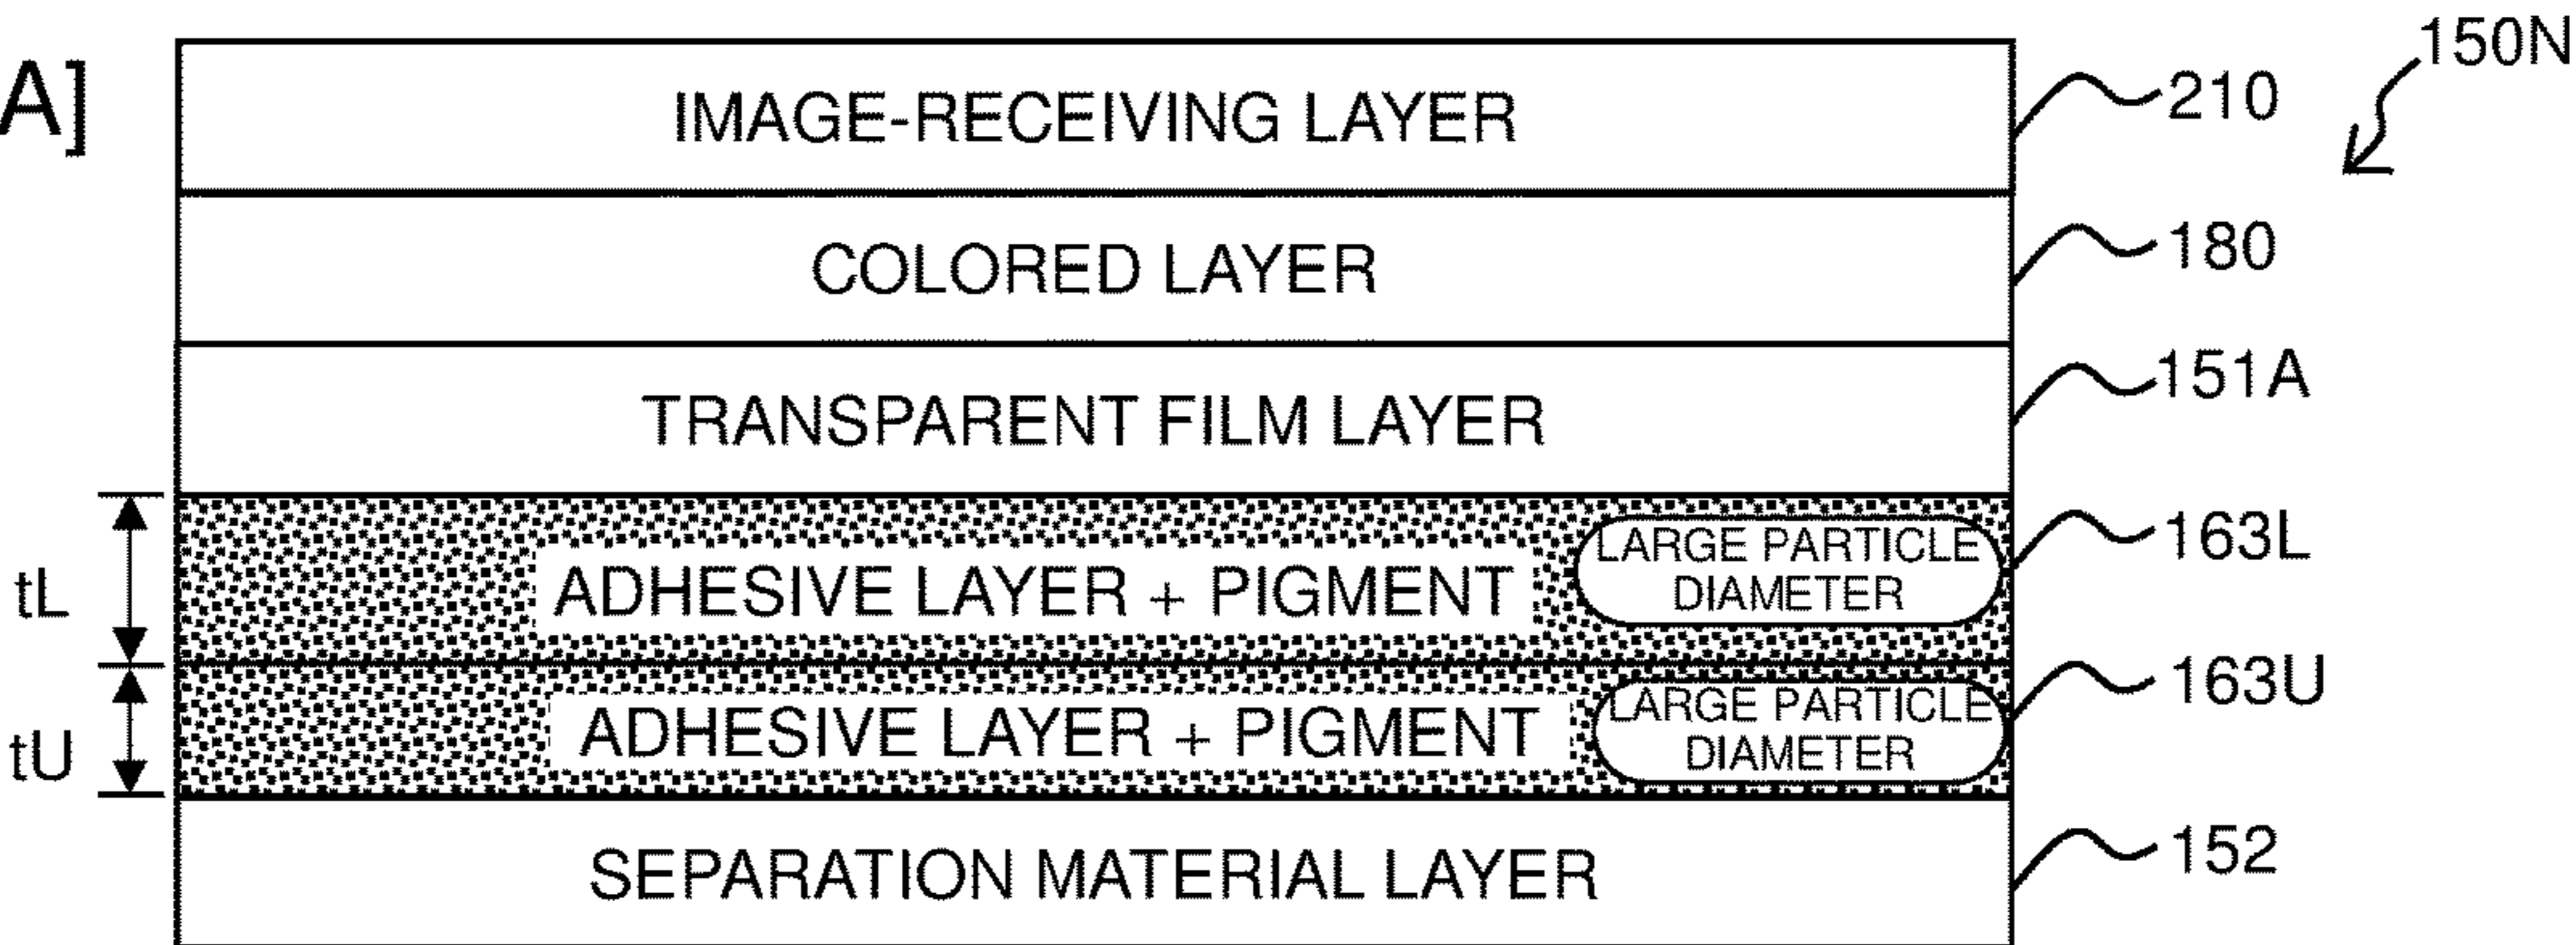 A]
150N
IMAGE-RECEIVING LAYER
210
COLORED LAYER
180
TRANSPARENT FILM LAYER
151A
tL
ADHESIVE LAYER + PIGMENT
LARGE PARTICLE
DIAMETER
163L
tU
ADHESIVE LAYER + PIGMENT
LARGE PARTICLE
DIAMETER
163U
SEPARATION MATERIAL LAYER
152